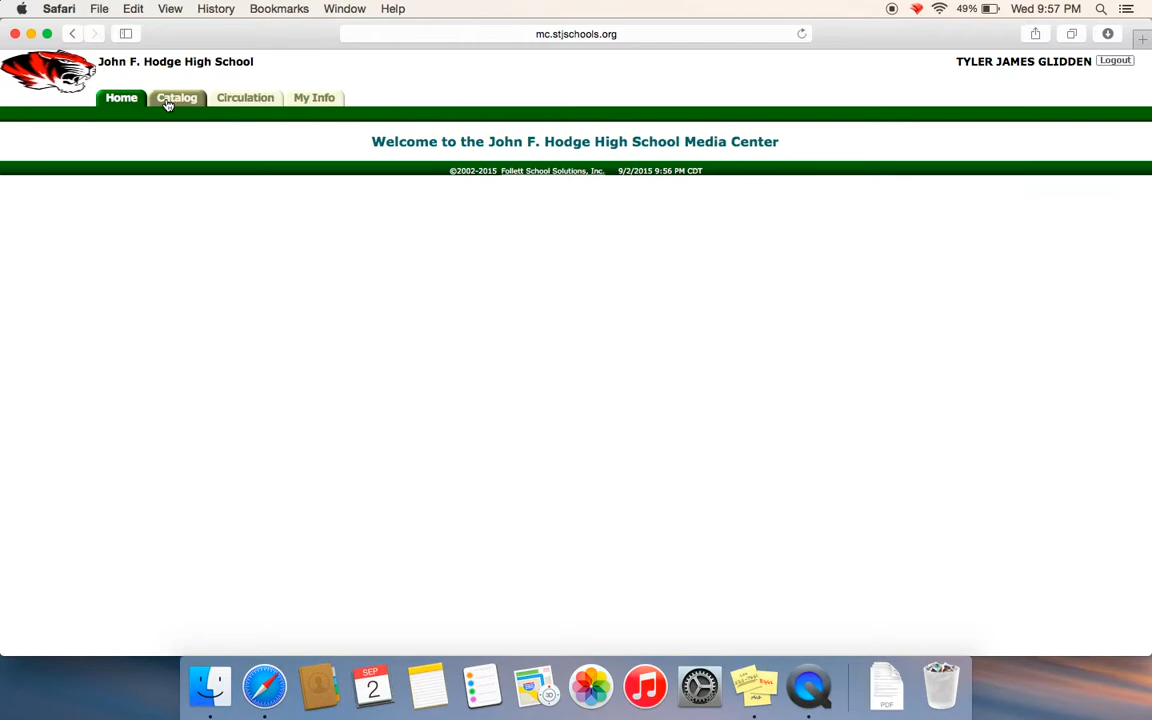 Safari File Edit View History Bookmarks Window Help 49% Wed 9:57 PM
mc.stjschools.org
John F. Hodge High School TYLER JAMES GLIDDEN Logout
Home Catalog Circulation My Info
Welcome to the John F. Hodge High School Media Center
©2002-2015 Follett School Solutions, Inc. 9/2/2015 9:56 PM CDT
SEP
2
3D
PDF